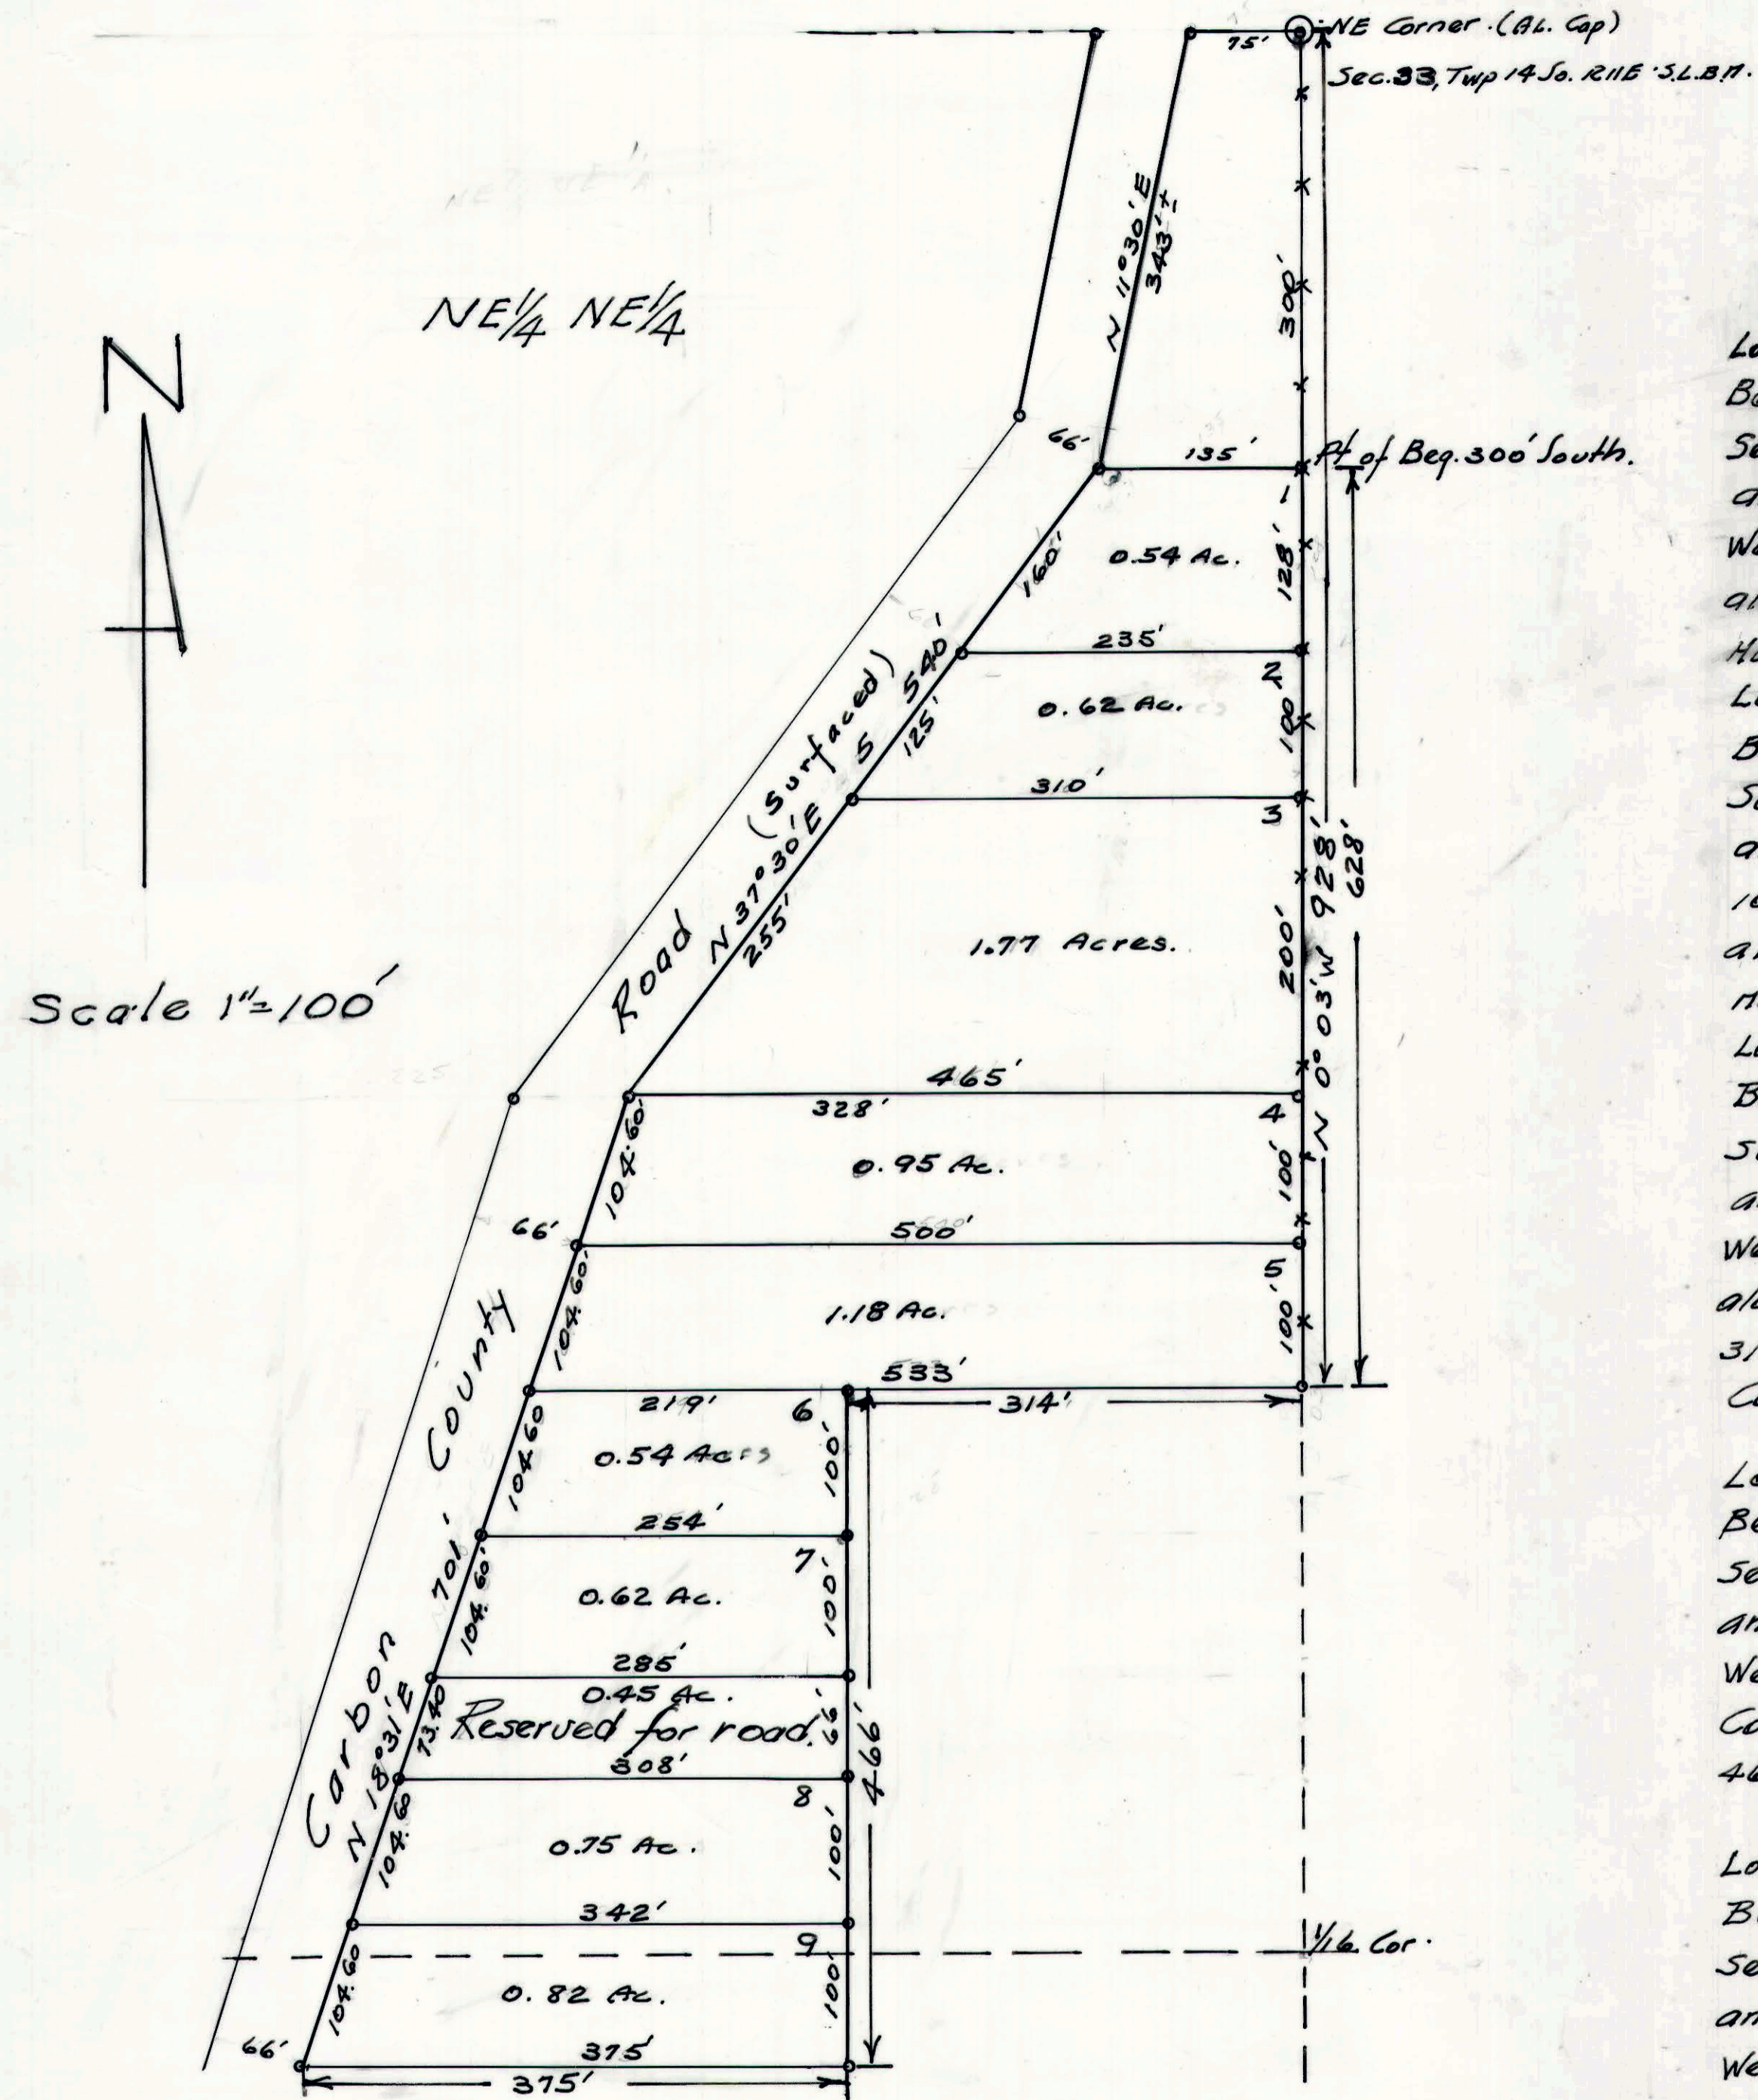 NE Corner. (AL. Cap)
75'
Sec. 33, Twp 14 So. R11E S.L.B.M.
N 11°30' E
343' ±
300'
NE 1/4 NE 1/4
N
66'
135'
Pt of Beg. 300' South.
1
160'
0.54 Ac.
128'
235'
2
540'
125'
5
0.62 Ac.
100'
310'
3
Road (Surfaced)
N 37°30' E
255'
1.77 Acres.
200'
N 0° 03' W 928'
628'
Scale 1"=100'
465'
328'
4
104.60'
0.95 Ac.
100'
66'
500'
5
104.60'
1.18 Ac.
100'
533'
219'
6
314'
Carbon County
104.60
0.54 Acres
100'
254'
7
701'
104.60'
0.62 Ac.
100'
285'
N 18°31' E
73.40
0.45 Ac.
Reserved for road.
66'
466'
308'
8
104.60
0.75 Ac.
100'
342'
9
1/16 Cor.
104.60
0.82 Ac.
100'
66'
375'
375'